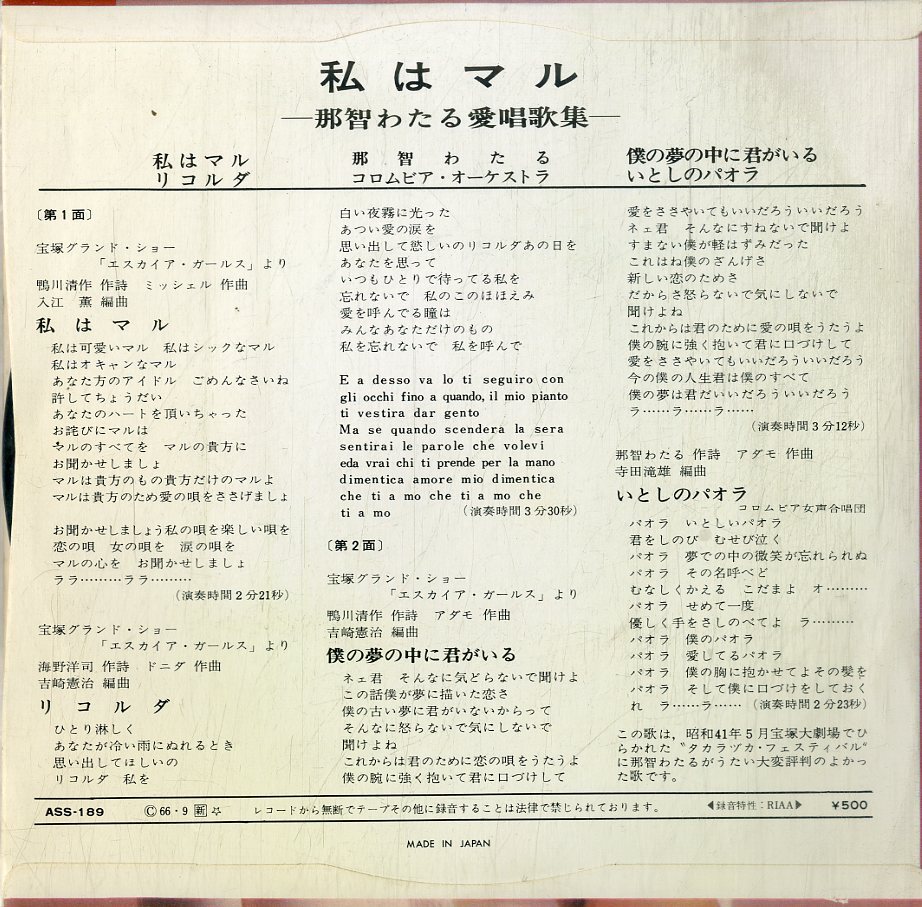 私はマル
―那智わたる愛唱歌集―
私はマル
リコルダ
那智わたる
コロムビア・オーケストラ
僕の夢の中に君がいる
いとしのパオラ
〔第1面〕
宝塚グランド・ショー
「エスカイア・ガールス」より
鴨川清作 作詩 ミッシェル 作曲
入江 薫 編曲
私はマル
私は可愛いマル 私はシックなマル
私はオキャンなマル
あなた方のアイドル ごめんなさいね
許してちょうだい
あなたのハートを頂いちゃった
お詫びにマルは
マルのすべてを マルの貴方に
お聞かせしましょ
マルは貴方のもの貴方だけのマルよ
マルは貴方のため愛の唄をささげましょ
お聞かせしましょう私の唄を楽しい唄を
恋の唄 女の唄を 涙の唄を
マルの心を お聞かせしましょ
ララ………ララ………
(演奏時間2分21秒)
宝塚グランド・ショー
「エスカイア・ガールス」より
海野洋司 作詩 ドニダ 作曲
吉崎憲治 編曲
リコルダ
ひとり淋しく
あなたが冷い雨にぬれるとき
思い出してほしいの
リコルダ 私を
白い夜霧に光った
あつい愛の涙を
思い出して慾しいのリコルダあの日を
あなたを思って
いつもひとりで待ってる私を
忘れないで 私のこのほほえみ
愛を呼んでる瞳は
みんなあなただけのもの
私を忘れないで 私を呼んで
E a desso va lo ti seguiro con
gli occhi fino a quando, il mio pianto
ti vestira dar gento
Ma se quando scendera la sera
sentirai le parole che volevi
eda vrai chi ti prende per la mano
dimentica amore mio dimentica
che ti a mo che ti a mo che
ti a mo (演奏時間3分30秒)
〔第2面〕
宝塚グランド・ショー
「エスカイア・ガールス」より
鴨川清作 作詩 アダモ 作曲
吉崎憲治 編曲
僕の夢の中に君がいる
ネェ君 そんなに気どらないで聞けよ
この話僕が夢に描いた恋さ
僕の古い夢に君がいないからって
そんなに怒らないで気にしないで
聞けよね
これからは君のために恋の唄をうたうよ
僕の腕に強く抱いて君に口づけして
愛をささやいてもいいだろういいだろう
ネェ君 そんなにすねないで聞けよ
すまない僕が軽はずみだった
これはね僕のざんげさ
新しい恋のためさ
だからさ怒らないで気にしないで
聞けよね
これからは君のために愛の唄をうたうよ
僕の腕に強く抱いて君に口づけして
愛をささやいてもいいだろういいだろう
今の僕の人生君は僕のすべて
僕の夢は君だいいだろういいだろう
ラ……ラ……ラ……
(演奏時間3分12秒)
那智わたる 作詩 アダモ 作曲
寺田滝雄 編曲
いとしのパオラ
コロムビア女声合唱団
パオラ いとしいパオラ
君をしのび むせび泣く
パオラ 夢での中の微笑が忘れられぬ
パオラ その名呼べど
むなしくかえる こだまよ オ………
パオラ せめて一度
優しく手をさしのべてよ ラ………
パオラ 僕のパオラ
パオラ 愛してるパオラ
パオラ 僕の胸に抱かせてよその髪を
パオラ そして僕に口づけをしておく
れ ラ……ラ…… (演奏時間2分23秒)
この歌は、昭和41年5月宝塚大劇場でひ
らかれた〝タカラヅカ・フェスティバル〟
に那智わたるがうたい大変評判のよかっ
た歌です。
ASS-189 Ⓒ66・9 新 ☆ レコードから無断でテープその他に録音することは法律で禁じられております。 ◀録音特性:RIAA▶ ¥500
MADE IN JAPAN